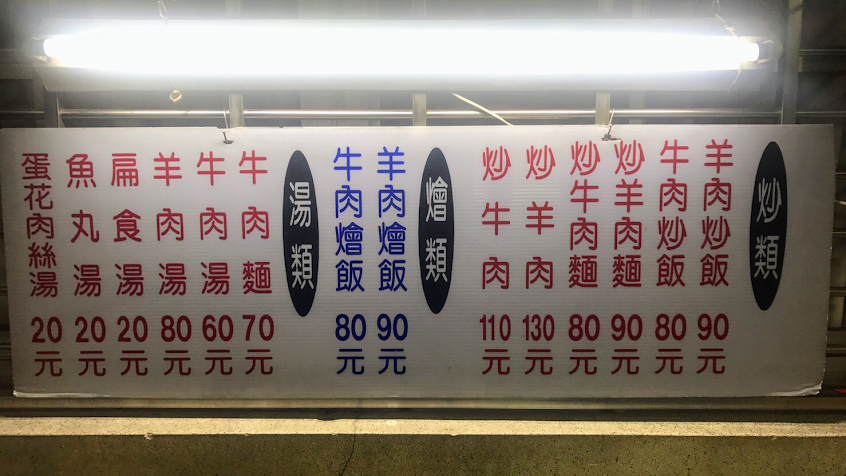 炒類
羊肉炒飯 90元
牛肉炒飯 80元
炒羊肉麵 90元
炒牛肉麵 80元
炒羊肉 130元
炒牛肉 110元
燴類
羊肉燴飯 90元
牛肉燴飯 80元
湯類
牛肉麵 70元
牛肉湯 60元
羊肉湯 80元
扁食湯 20元
魚丸湯 20元
蛋花肉絲湯 20元